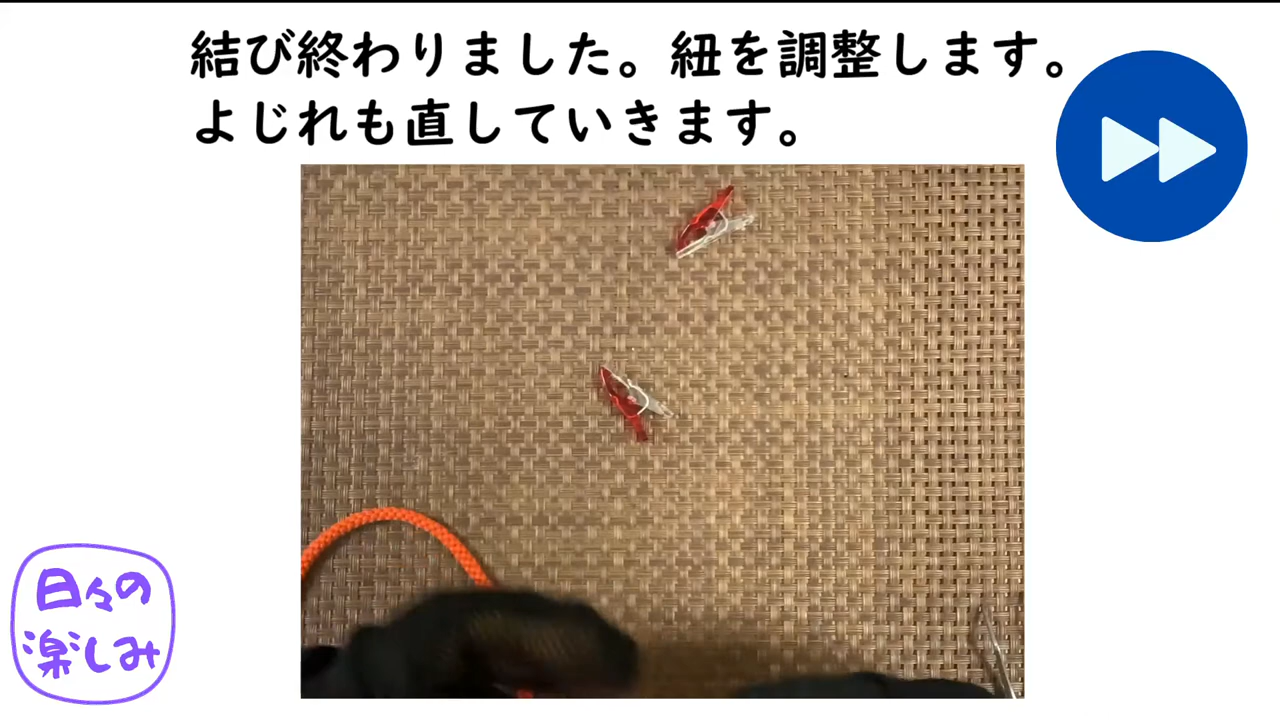 結び終わりました。紐を調整します。
よじれも直していきます。
日々の
楽しみ